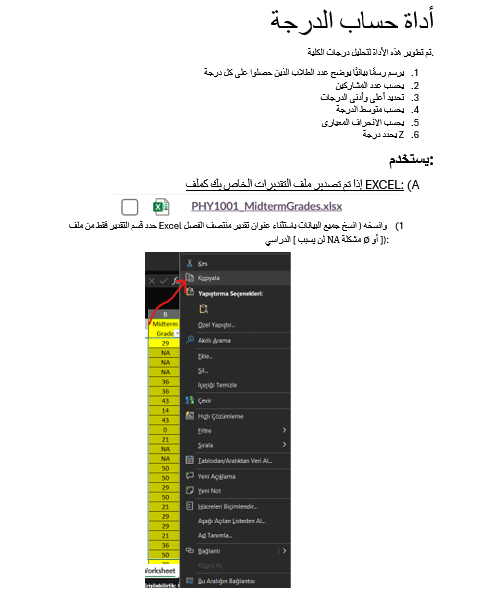 أداة حساب الدرجة
تم تطوير هذه الأداة لتحليل درجات الكلية.
1. يرسم رسمًا بيانيًا يوضح عدد الطلاب الذين حصلوا على كل درجة
2. يحسب عدد المشاركين
3. تحديد أعلى وأدنى الدرجات
4. يحسب متوسط الدرجة
5. يحسب الانحراف المعياري
6. يحدد درجة Z
يستخدم:
A) إذا تم تصدير ملف التقديرات الخاص بك كملف EXCEL:
PHY1001_MidtermGrades.xlsx
1) حدد قسم التقدير فقط من ملف Excel وانسخه ( انسخ جميع البيانات باستثناء عنوان تقدير منتصف الفصل
الدراسي [ لن يسبب NA أو Ø مشكلة ]):
Kes
Kopyala
Yapıştırma Seçenekleri:
Özel Yapıştır...
Akıllı Arama
Ekle...
Sil...
İçeriği Temizle
Çevir
Hızlı Çözümleme
Filtre
Sırala
Tablodan/Aralıktan Veri Al...
Yeni Açıklama
Yeni Not
Hücreleri Biçimlendir...
Aşağı Açılan Listeden Al...
Ad Tanımla...
Bağlantı
Köprü Aç
Bu Aralığın Bağlantısı
B
Midterm
Grade
29
NA
NA
NA
36
36
43
14
43
0
21
NA
NA
50
50
29
50
21
29
29
21
36
50
Worksheet